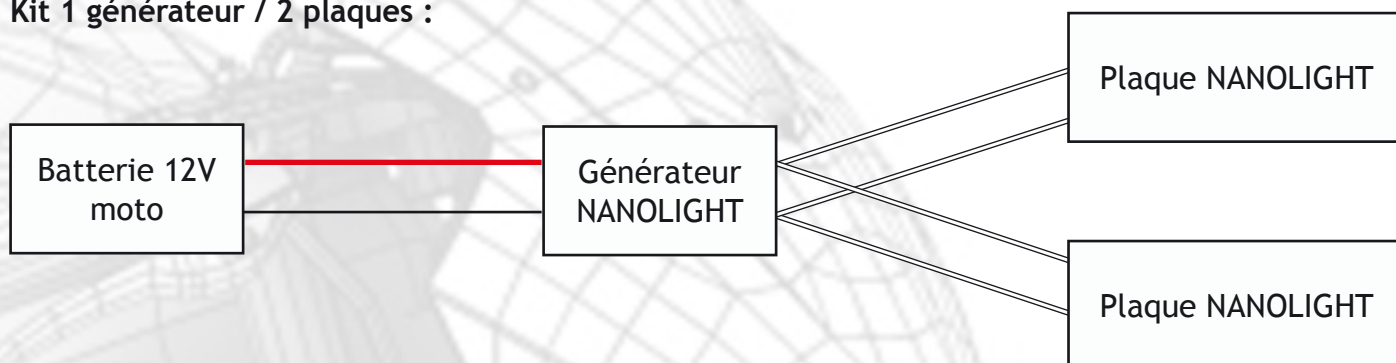 Kit 1 générateur / 2 plaques :
Plaque NANOLIGHT
Batterie 12V
moto
Générateur
NANOLIGHT
Plaque NANOLIGHT